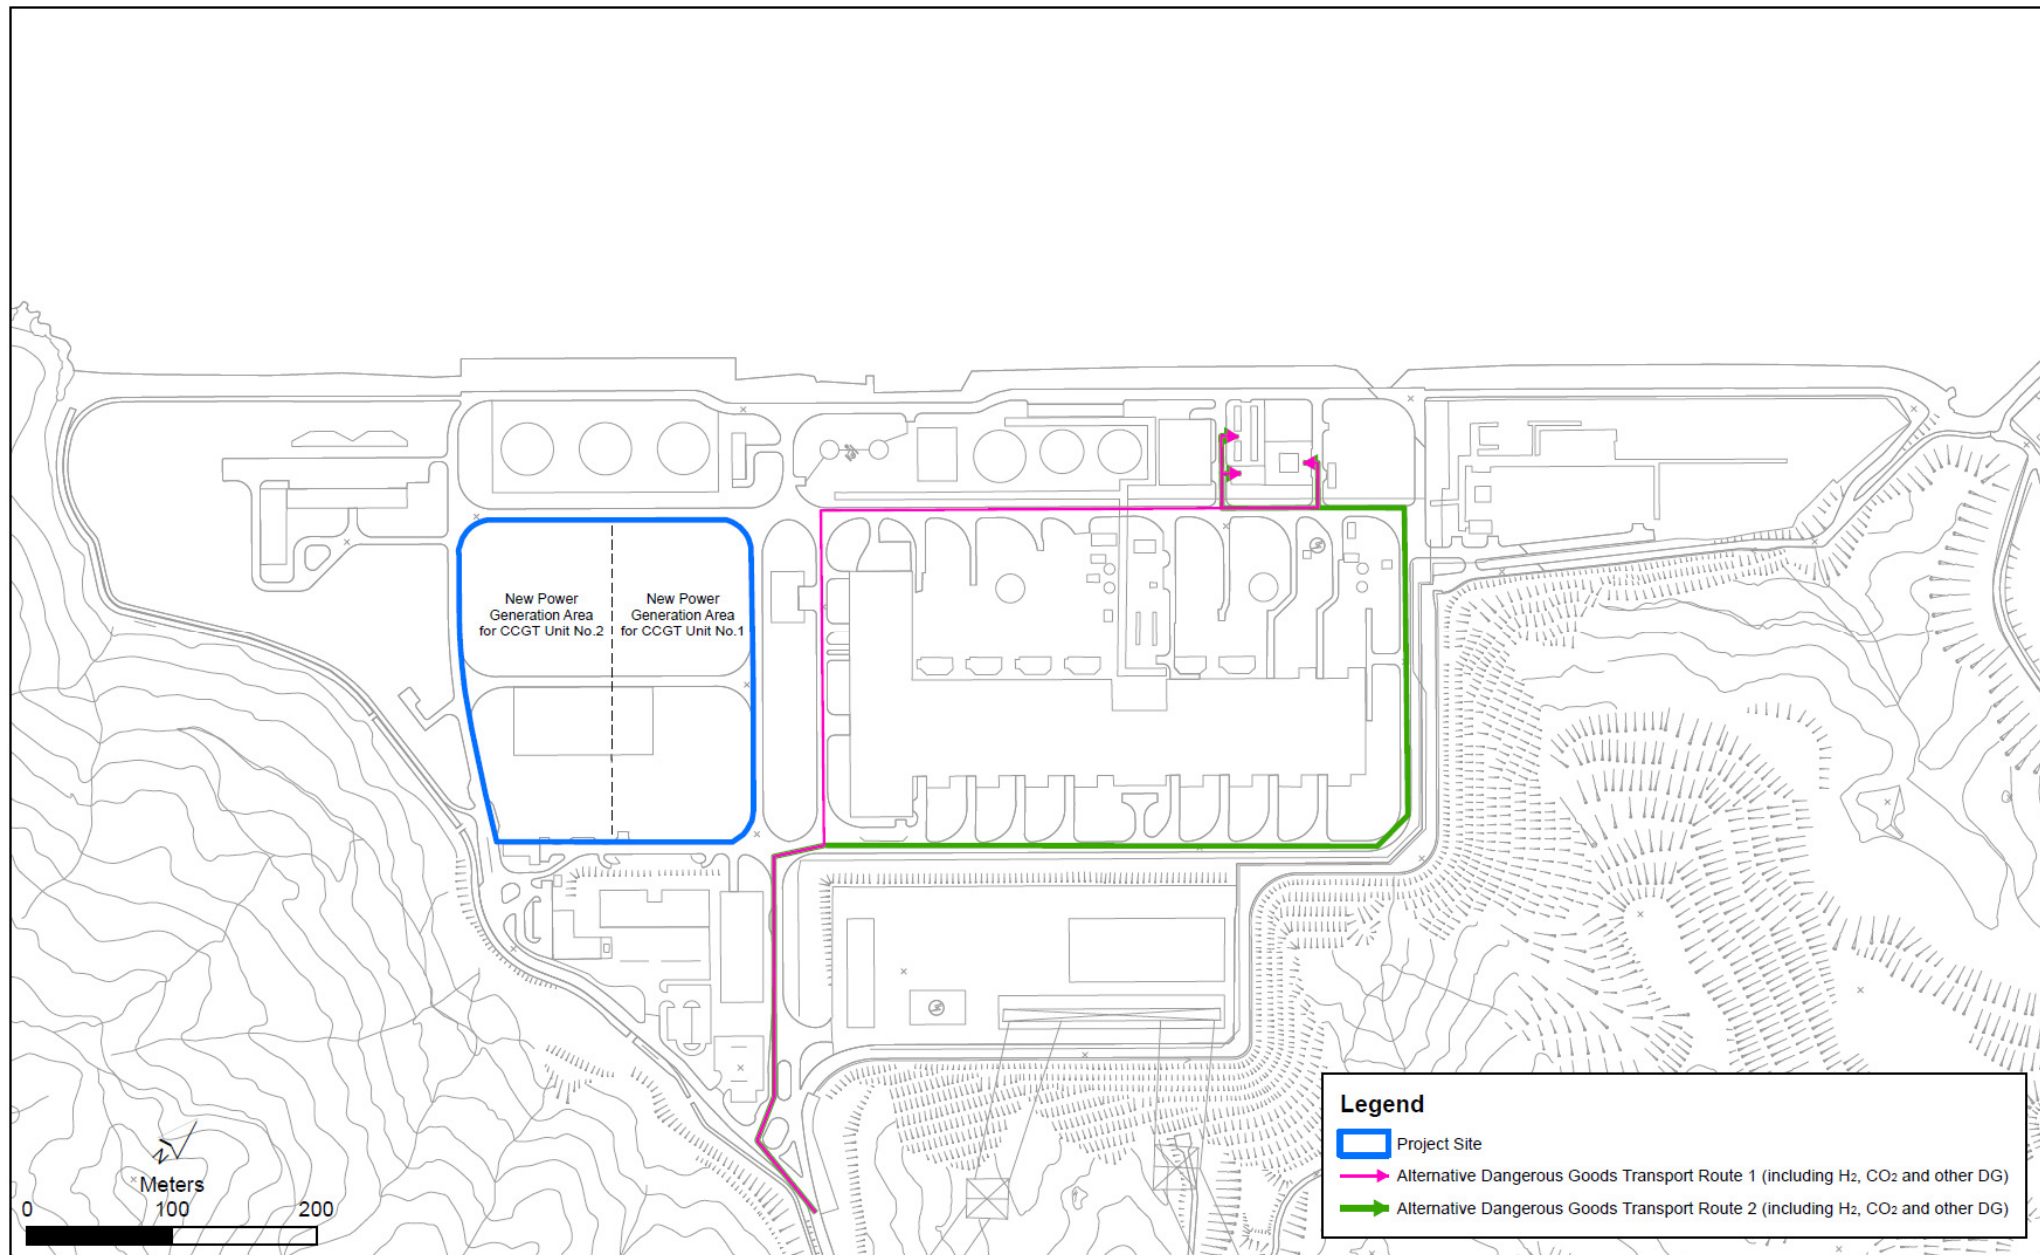 New Power
Generation Area
for CCGT Unit No.2
New Power
Generation Area
for CCGT Unit No.1
N
Meters
0 100 200
Legend
Project Site
Alternative Dangerous Goods Transport Route 1 (including H₂, CO₂ and other DG)
Alternative Dangerous Goods Transport Route 2 (including H₂, CO₂ and other DG)